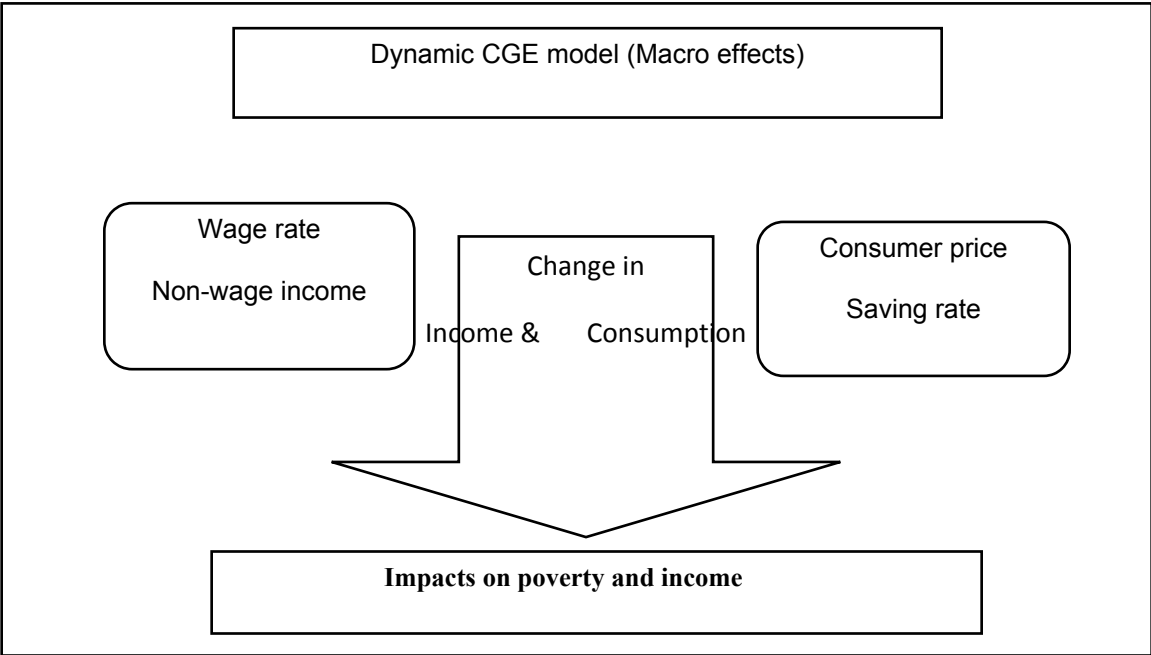 Dynamic CGE model (Macro effects)
Wage rate
Non-wage income
Change in
Income & Consumption
Consumer price
Saving rate
Impacts on poverty and income